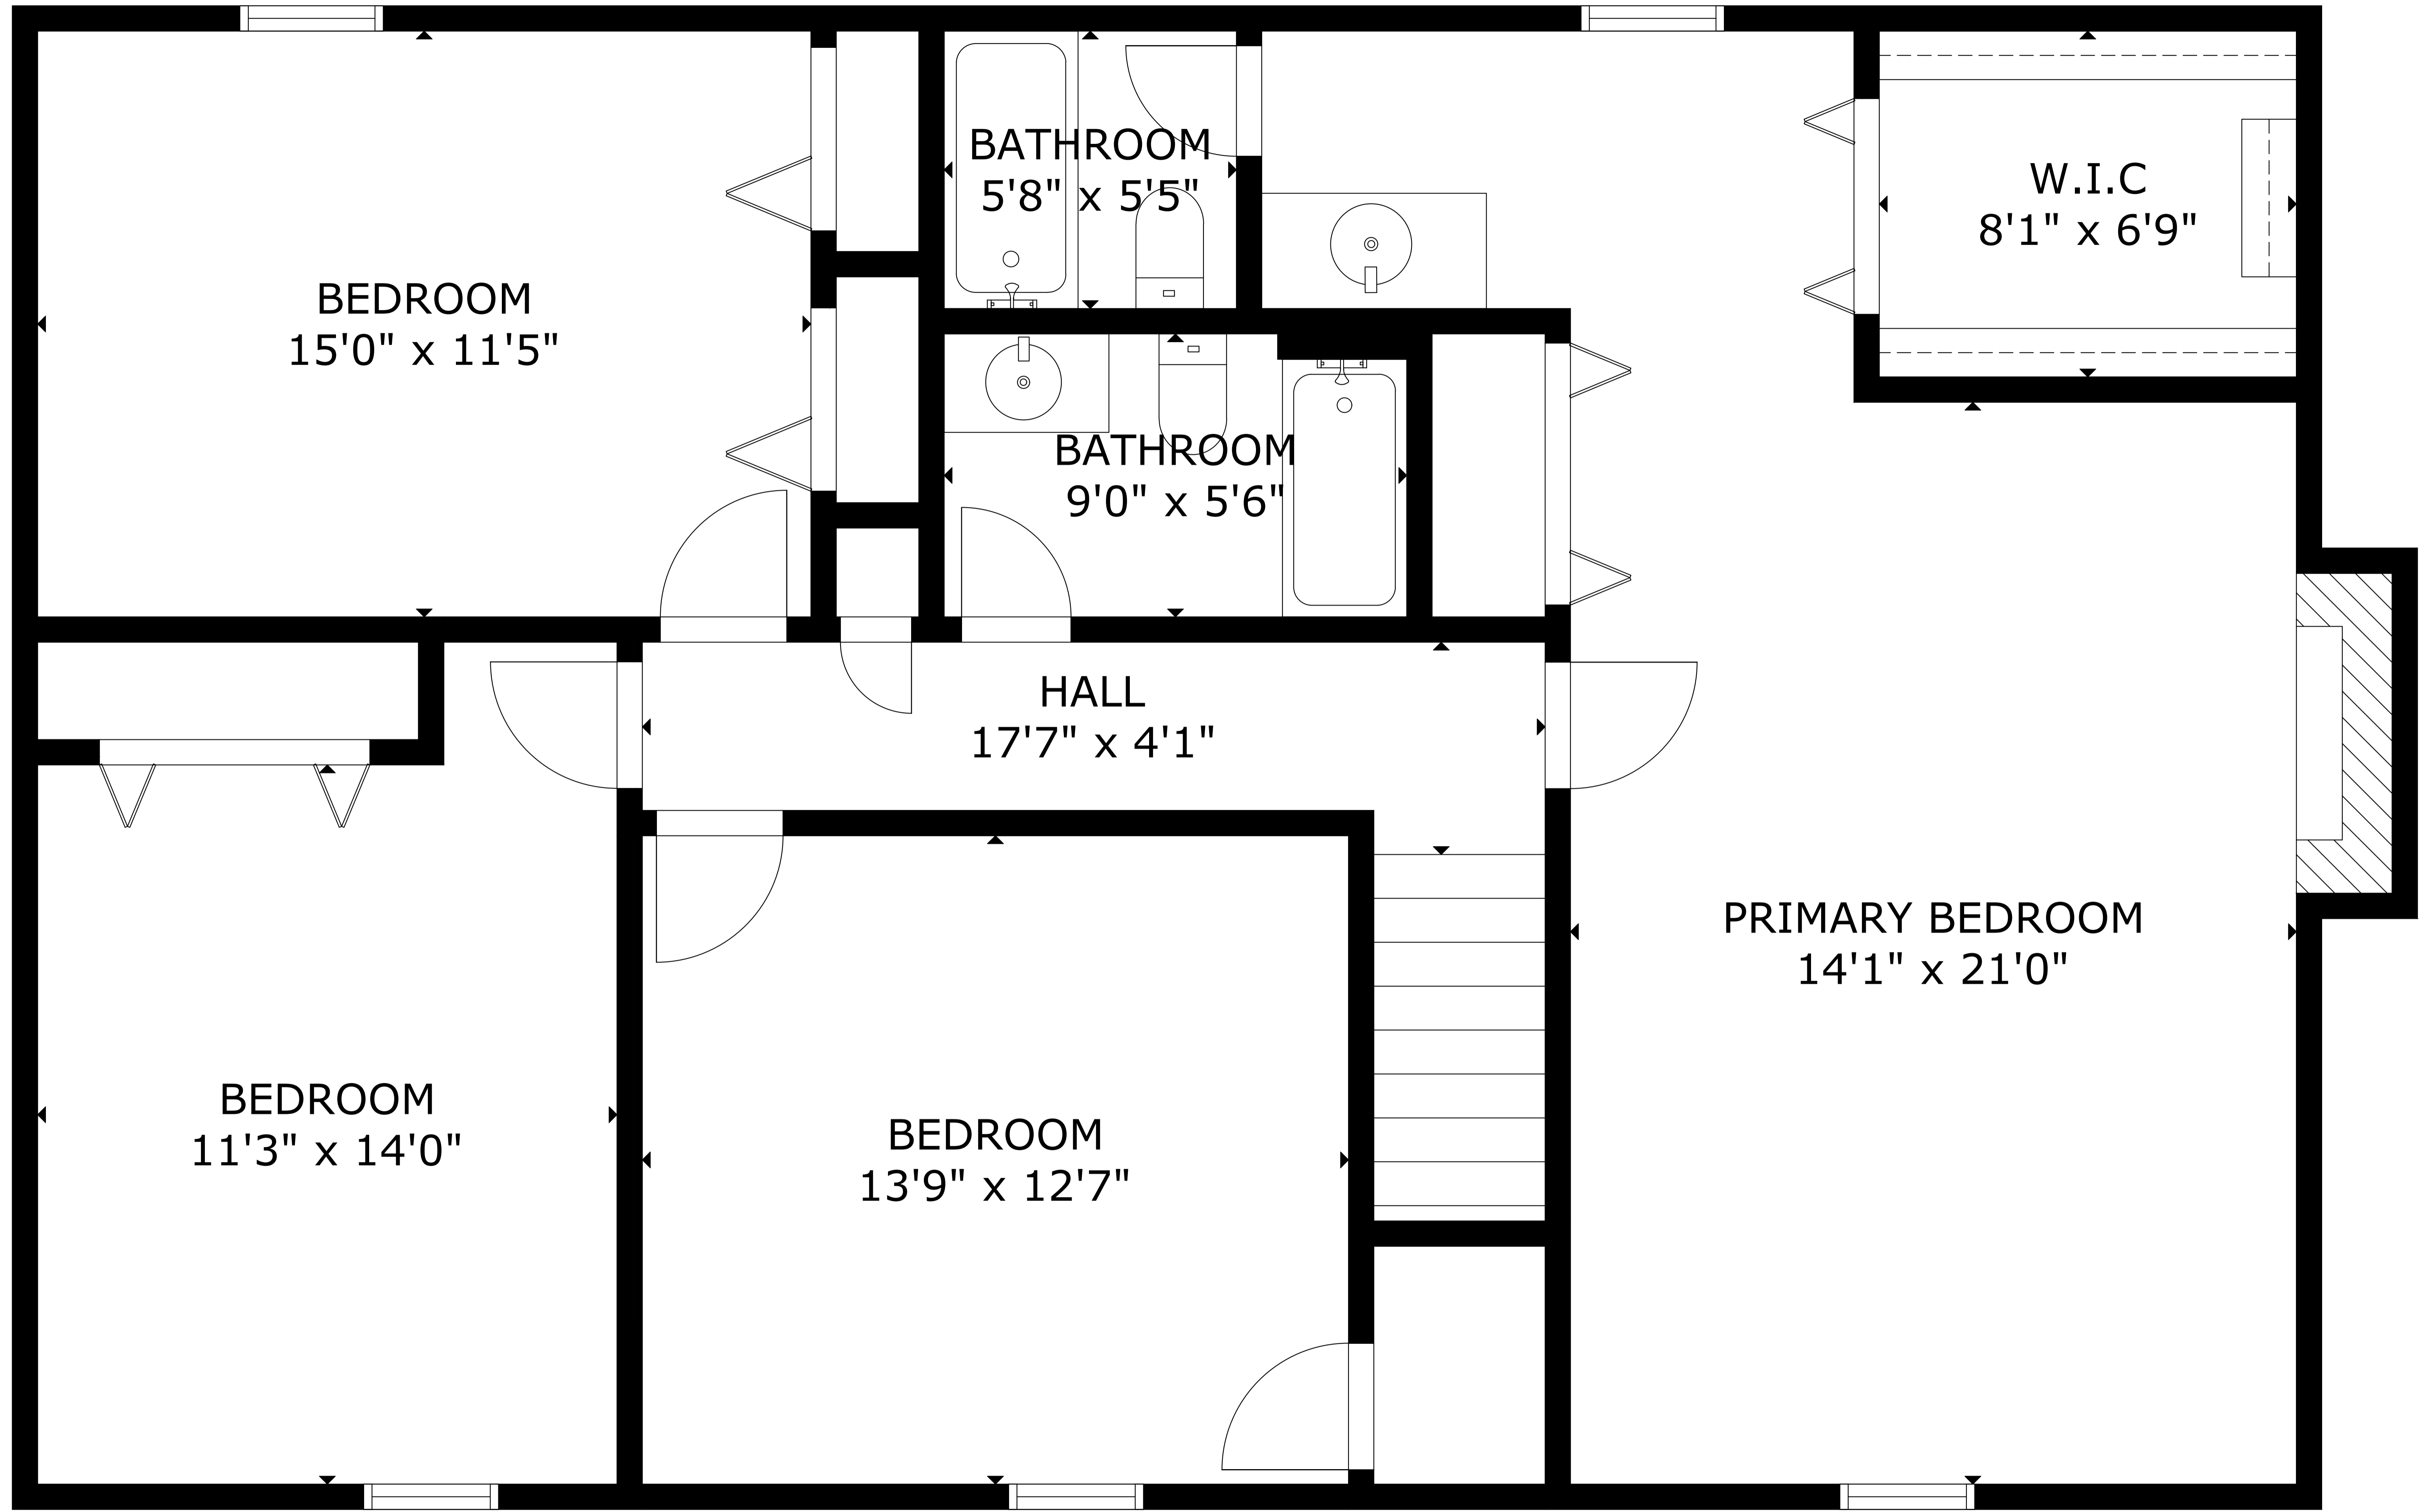 BATHROOM
5'8" x 5'5"
W.I.C
8'1" x 6'9"
BEDROOM
15'0" x 11'5"
BATHROOM
9'0" x 5'6"
HALL
17'7" x 4'1"
PRIMARY BEDROOM
14'1" x 21'0"
BEDROOM
11'3" x 14'0"
BEDROOM
13'9" x 12'7"